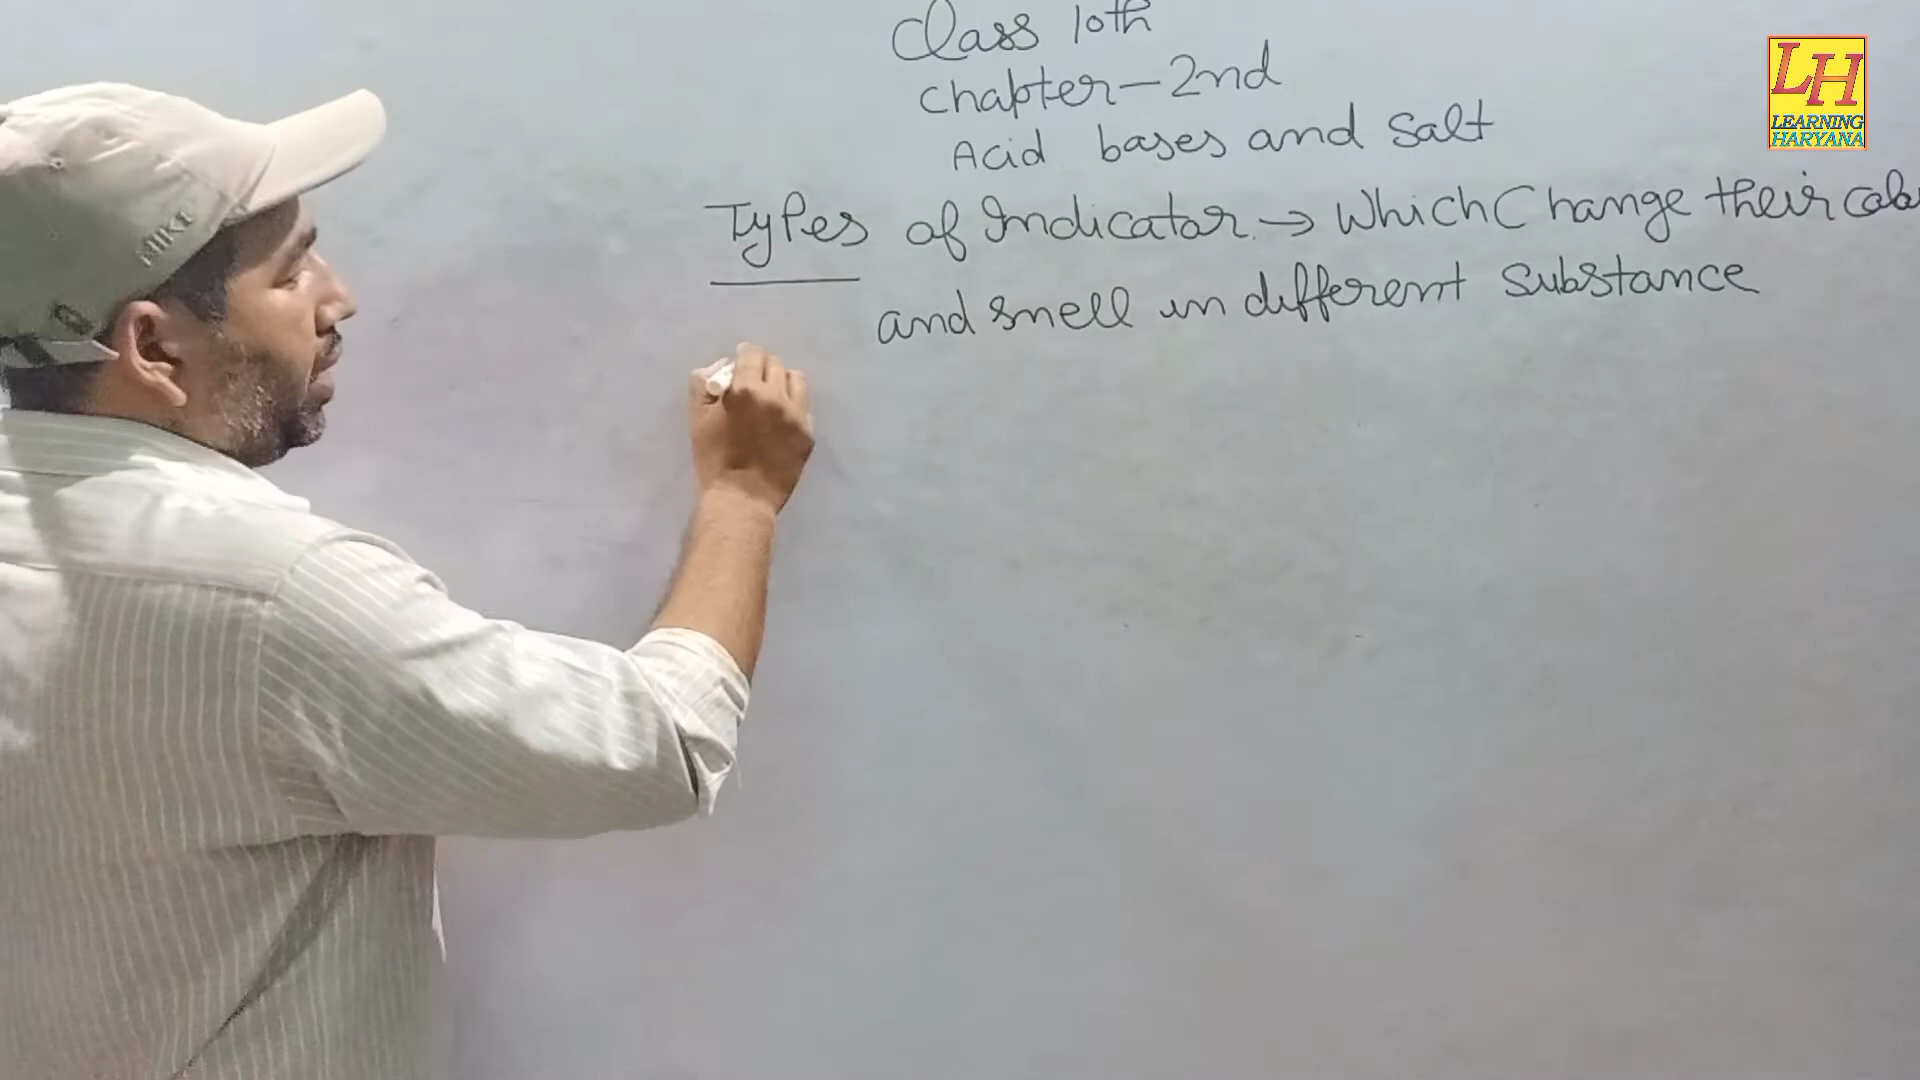 Class 10th
Chapter-2nd
Acid bases and Salt
Types of Indicator → Which Change their
and smell in different substance
LH
LEARNING
HARYANA